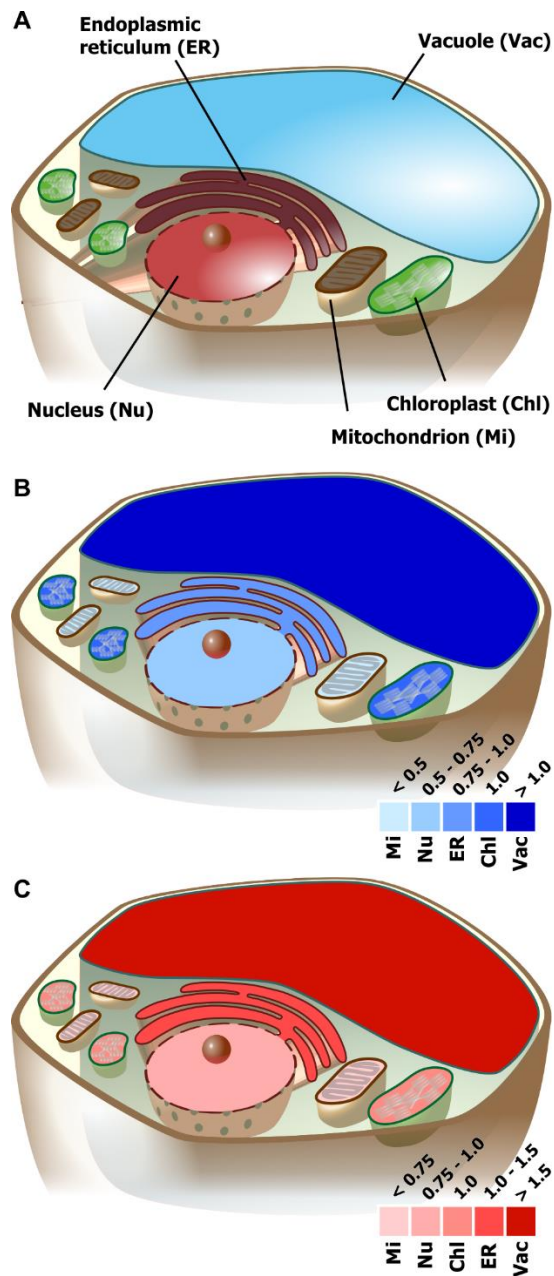 A
Endoplasmic
reticulum (ER)
Vacuole (Vac)
Nucleus (Nu)
Chloroplast (Chl)
Mitochondrion (Mi)
B
< 0.5
0.5 - 0.75
0.75 - 1.0
1.0
> 1.0
Mi
Nu
ER
Chl
Vac
C
< 0.75
0.75 - 1.0
1.0
1.0 - 1.5
> 1.5
Mi
Nu
Chl
ER
Vac